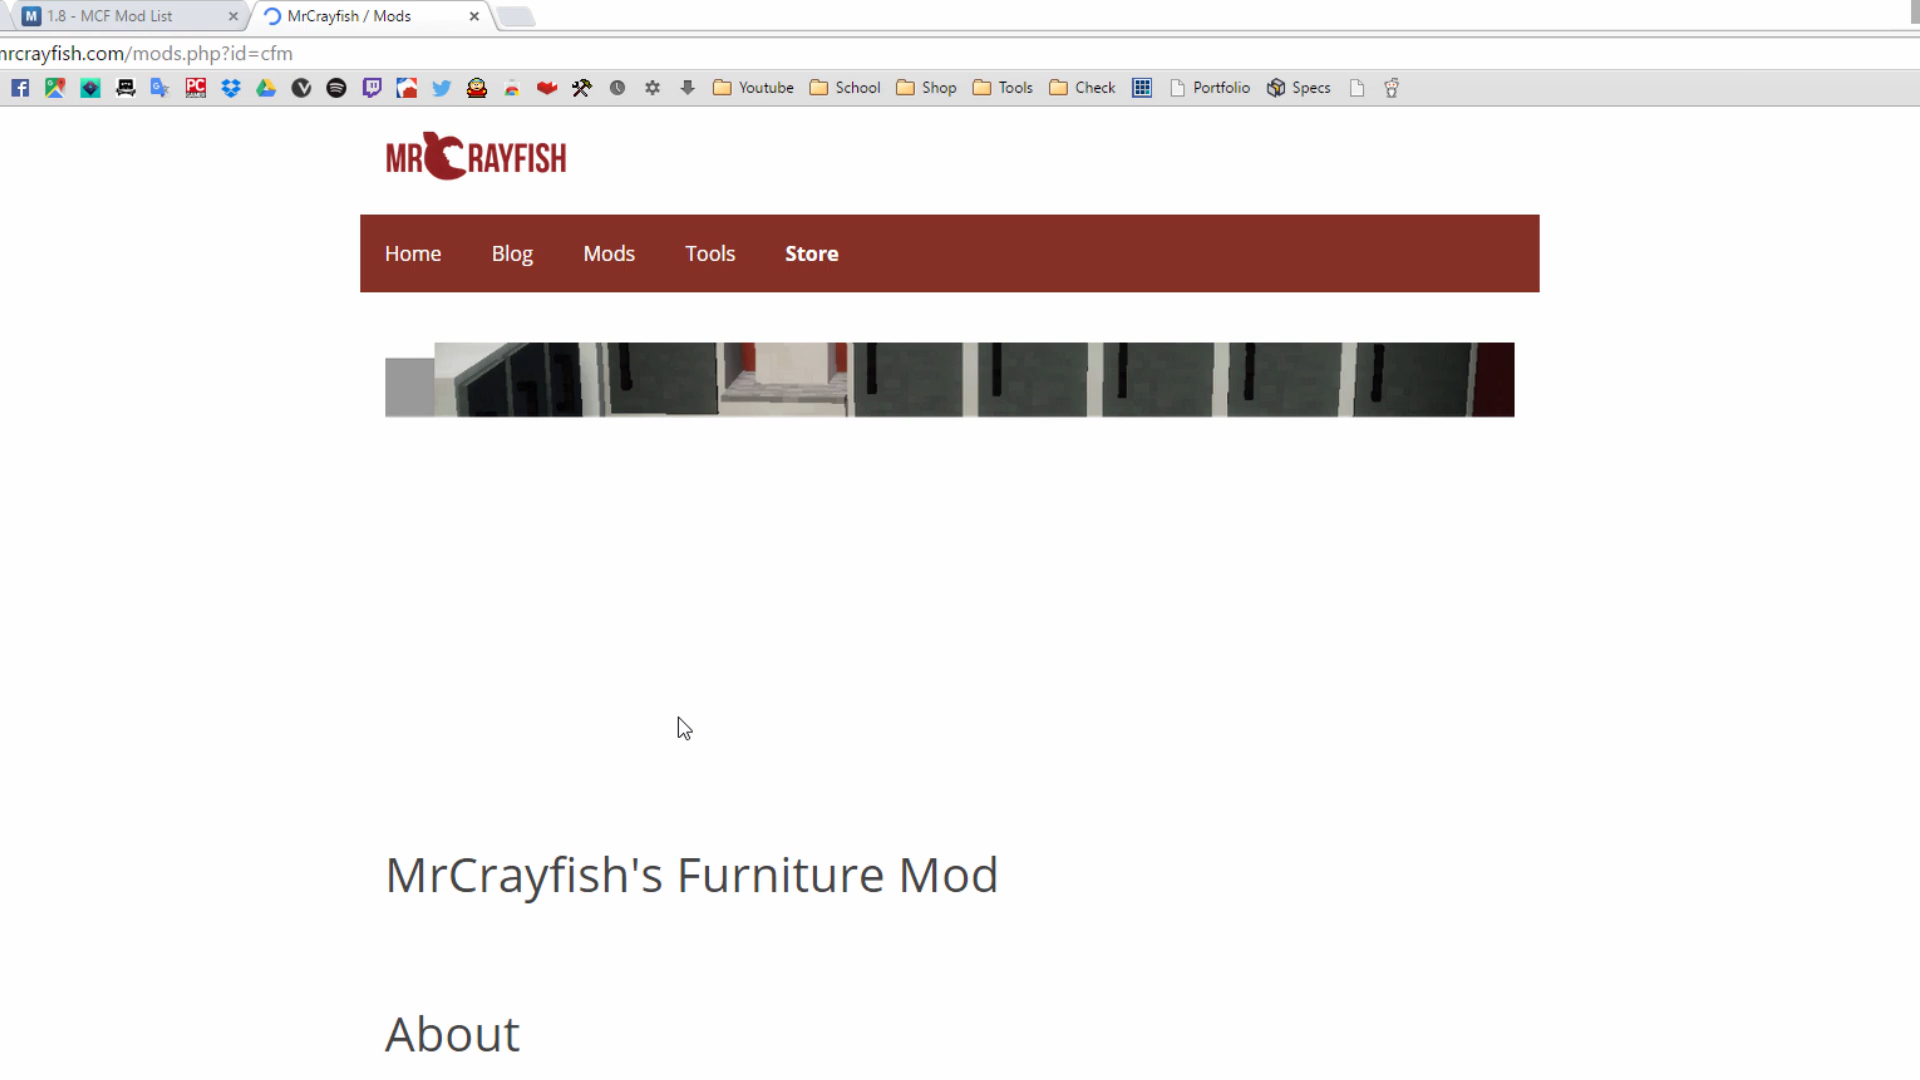 1.8 - MCF Mod List
MrCrayfish / Mods
mrcrayfish.com/mods.php?id=cfm
Youtube
School
Shop
Tools
Check
Portfolio
Specs
MRCRAYFISH
Home
Blog
Mods
Tools
Store
MrCrayfish's Furniture Mod
About